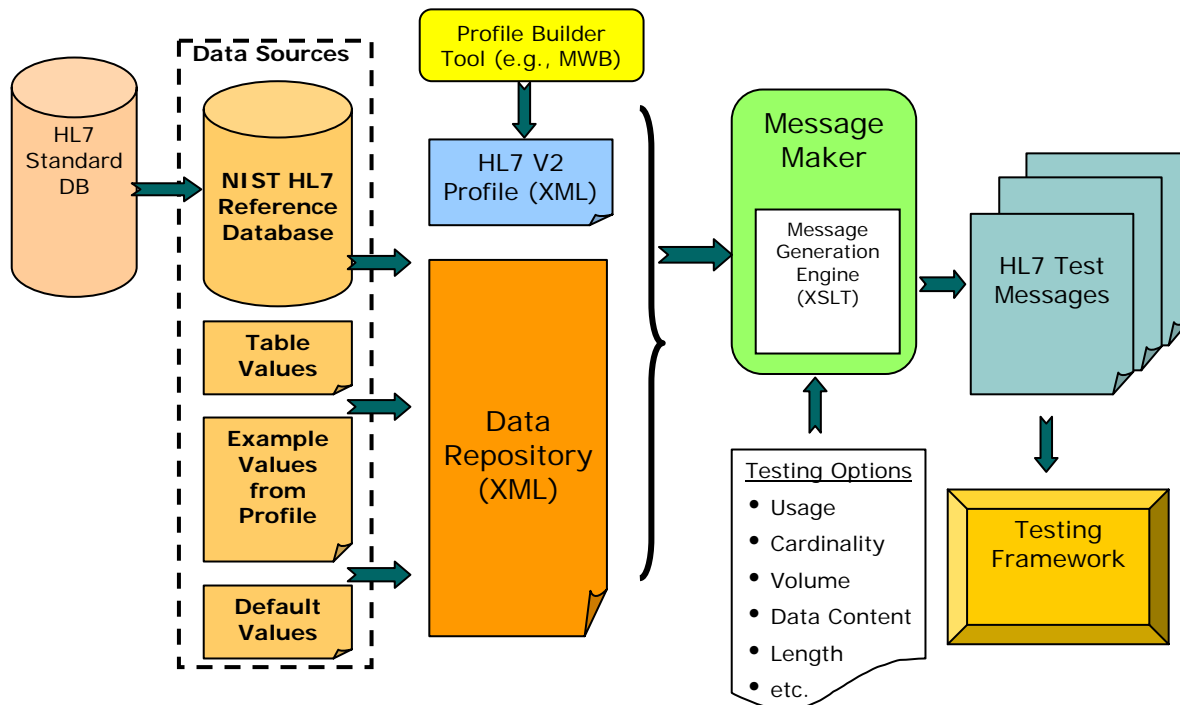 HL7
Standard
DB
Data Sources
NIST HL7
Reference
Database
Table
Values
Example
Values
from
Profile
Default
Values
Profile Builder
Tool (e.g., MWB)
HL7 V2
Profile (XML)
Data
Repository
(XML)
Message
Maker
Message
Generation
Engine
(XSLT)
Testing Options
• Usage
• Cardinality
• Volume
• Data Content
• Length
• etc.
HL7 Test
Messages
Testing
Framework